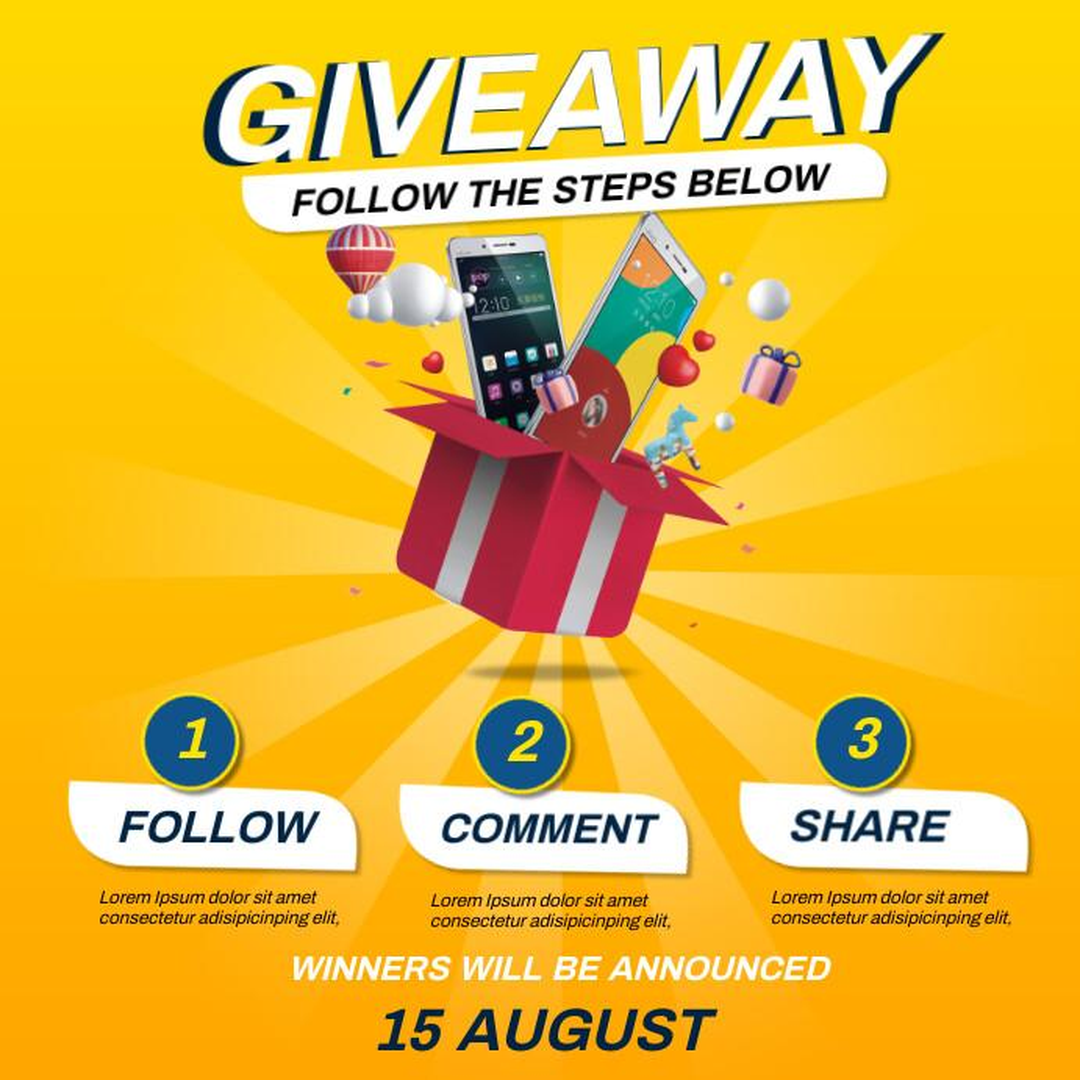 GIVEAWAY
FOLLOW THE STEPS BELOW
12:10
1
2
3
FOLLOW
COMMENT
SHARE
Lorem Ipsum dolor sit amet
consectetur adisipicinping elit,
Lorem Ipsum dolor sit amet
consectetur adisipicinping elit,
Lorem Ipsum dolor sit amet
consectetur adisipicinping elit,
WINNERS WILL BE ANNOUNCED
15 AUGUST